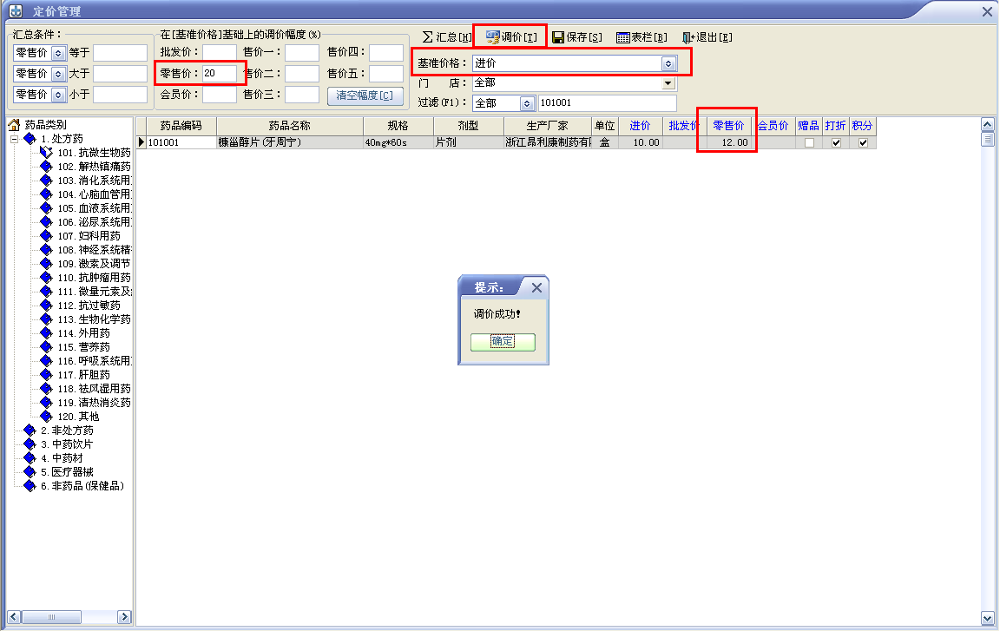 定价管理
汇总条件：
零售价 等于
零售价 大于
零售价 小于
在[基准价格]基础上的调价幅度(%)
批发价： 售价一： 售价四：
零售价：20 售价二： 售价五：
会员价： 售价三： 清空幅度[C]
∑ 汇总[H] 调价[T] 保存[S] 表栏[B] 退出[E]
基准价格：进价
门 店：全部
过滤(F1)：全部 101001
药品类别
1.处方药
101.抗微生物药
102.解热镇痛药
103.消化系统用
104.心脑血管用
105.血液系统用
106.泌尿系统用
107.妇科用药
108.神经系统精
109.激素及调节
110.抗肿瘤用药
111.微量元素及
112.抗过敏药
113.生物化学药
114.外用药
115.营养药
116.呼吸系统用
117.肝胆药
118.祛风湿用药
119.清热消炎药
120.其他
2.非处方药
3.中药饮片
4.中药材
5.医疗器械
6.非药品(保健品)
药品编码 药品名称 规格 剂型 生产厂家 单位 进价 批发价 零售价 会员价 赠品 打折 积分
101001 糠甾醇片(牙周宁) 40mg*60s 片剂 浙江昂利康制药有 盒 10.00 12.00
提示：
调价成功！
确定